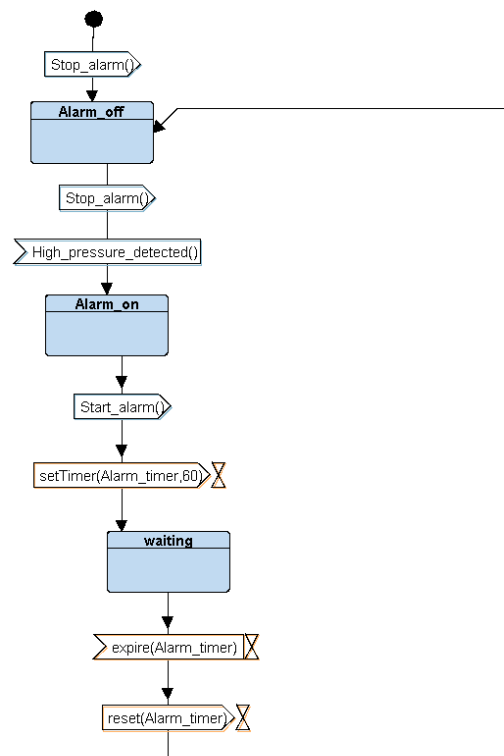 Stop_alarm()
Alarm_off
Stop_alarm()
High_pressure_detected()
Alarm_on
Start_alarm()
setTimer(Alarm_timer,60)
waiting
expire(Alarm_timer)
reset(Alarm_timer)